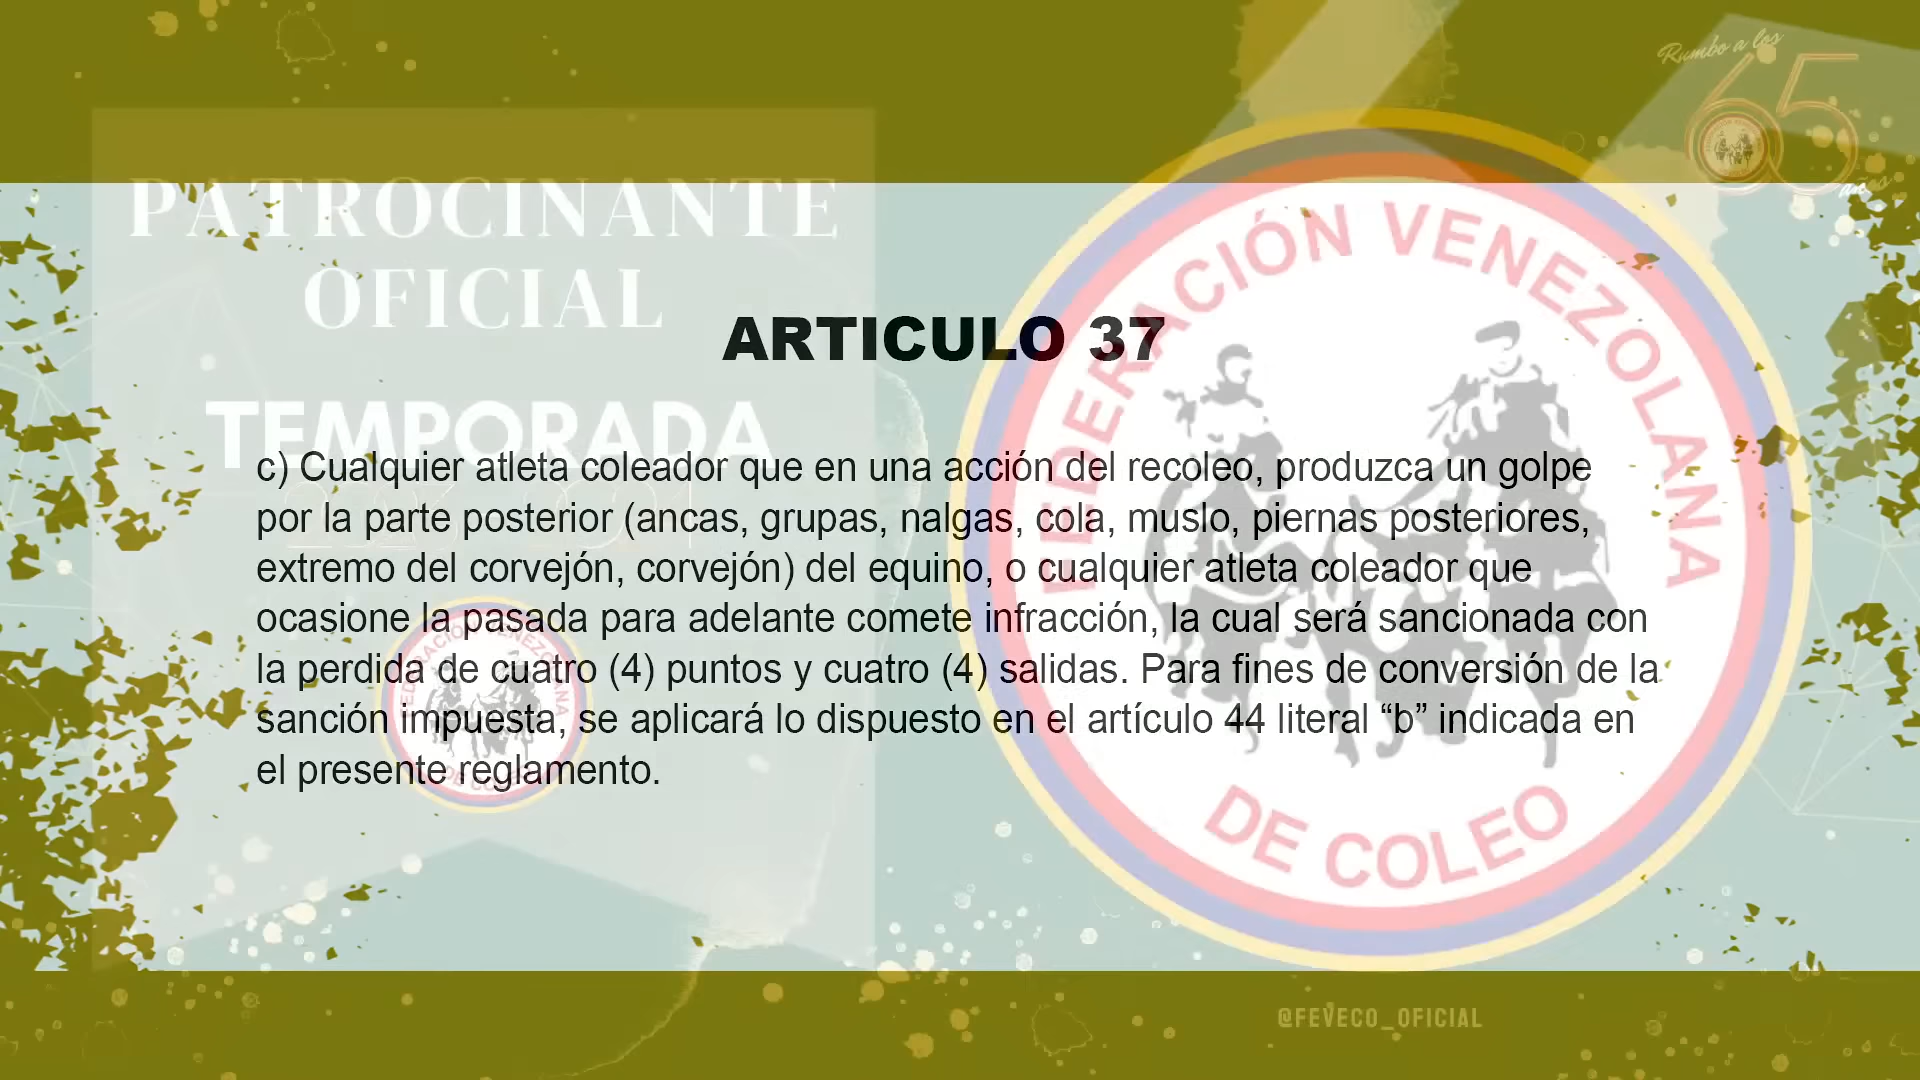 Rumbo a los
65
años
PATROCINANTE
OFICIAL
TEMPORADA
FEDERACIÓN VENEZOLANA
DE COLEO
ARTICULO 37
c) Cualquier atleta coleador que en una acción del recoleo, produzca un golpe
por la parte posterior (ancas, grupas, nalgas, cola, muslo, piernas posteriores,
extremo del corvejón, corvejón) del equino, o cualquier atleta coleador que
ocasione la pasada para adelante comete infracción, la cual será sancionada con
la perdida de cuatro (4) puntos y cuatro (4) salidas. Para fines de conversión de la
sanción impuesta, se aplicará lo dispuesto en el artículo 44 literal “b” indicada en
el presente reglamento.
@FEVECO_OFICIAL